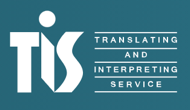 TIS
TRANSLATING
AND
INTERPRETING
SERVICE